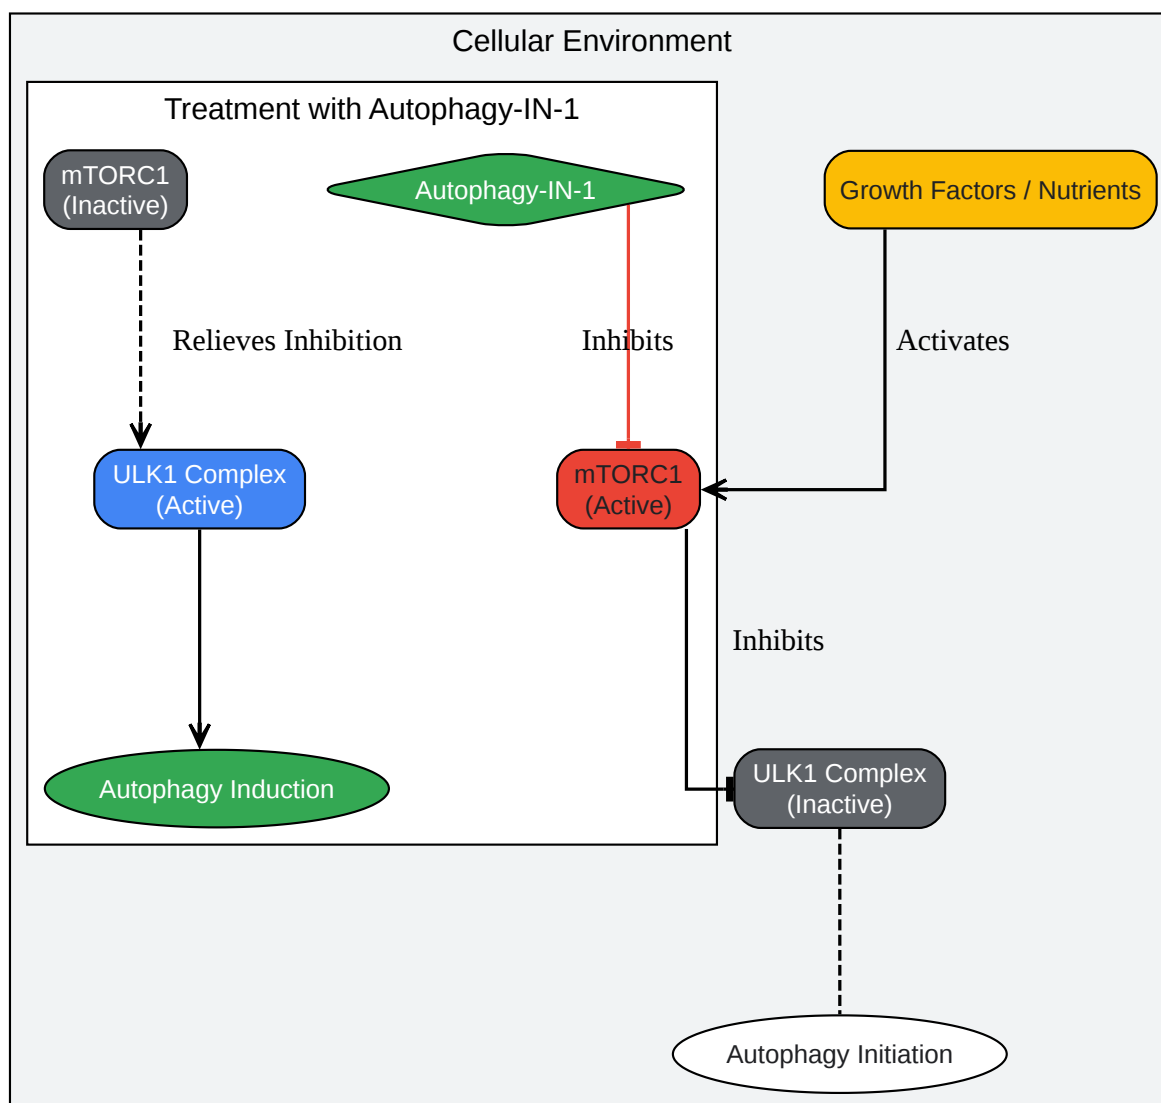 Cellular Environment
Treatment with Autophagy-IN-1
mTORC1
(Inactive)
Autophagy-IN-1
Growth Factors / Nutrients
Relieves Inhibition
Inhibits
Activates
ULK1 Complex
(Active)
mTORC1
(Active)
Inhibits
Autophagy Induction
ULK1 Complex
(Inactive)
Autophagy Initiation